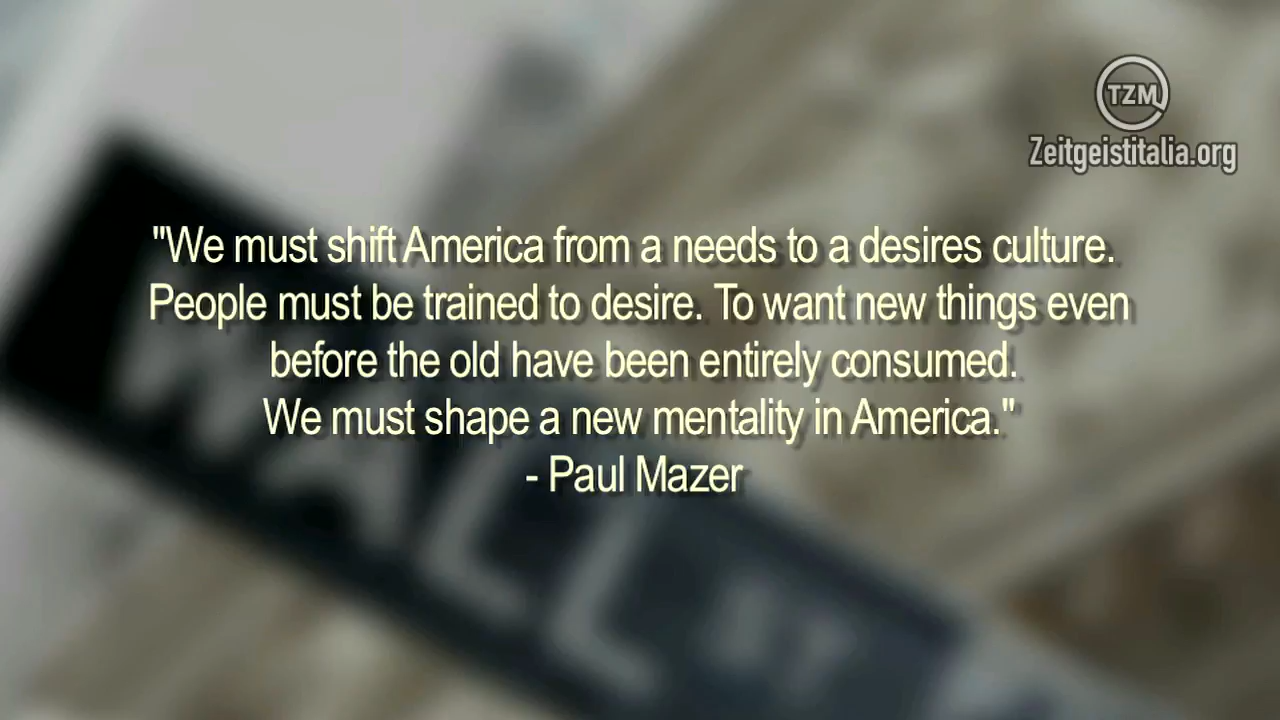 TZM
Zeitgeistitalia.org
"We must shift America from a needs to a desires culture.
People must be trained to desire. To want new things even
before the old have been entirely consumed.
We must shape a new mentality in America."
- Paul Mazer
WALL ST